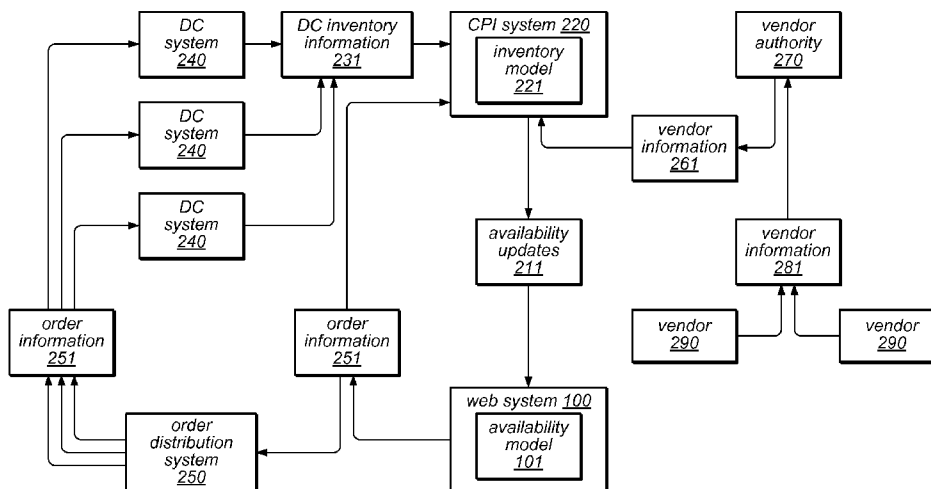 DC
system
240
DC inventory
information
231
CPI system 220
inventory
model
221
vendor
authority
270
DC
system
240
vendor
information
261
DC
system
240
availability
updates
211
vendor
information
281
order
information
251
order
information
251
vendor
290
vendor
290
order
distribution
system
250
web system 100
availability
model
101